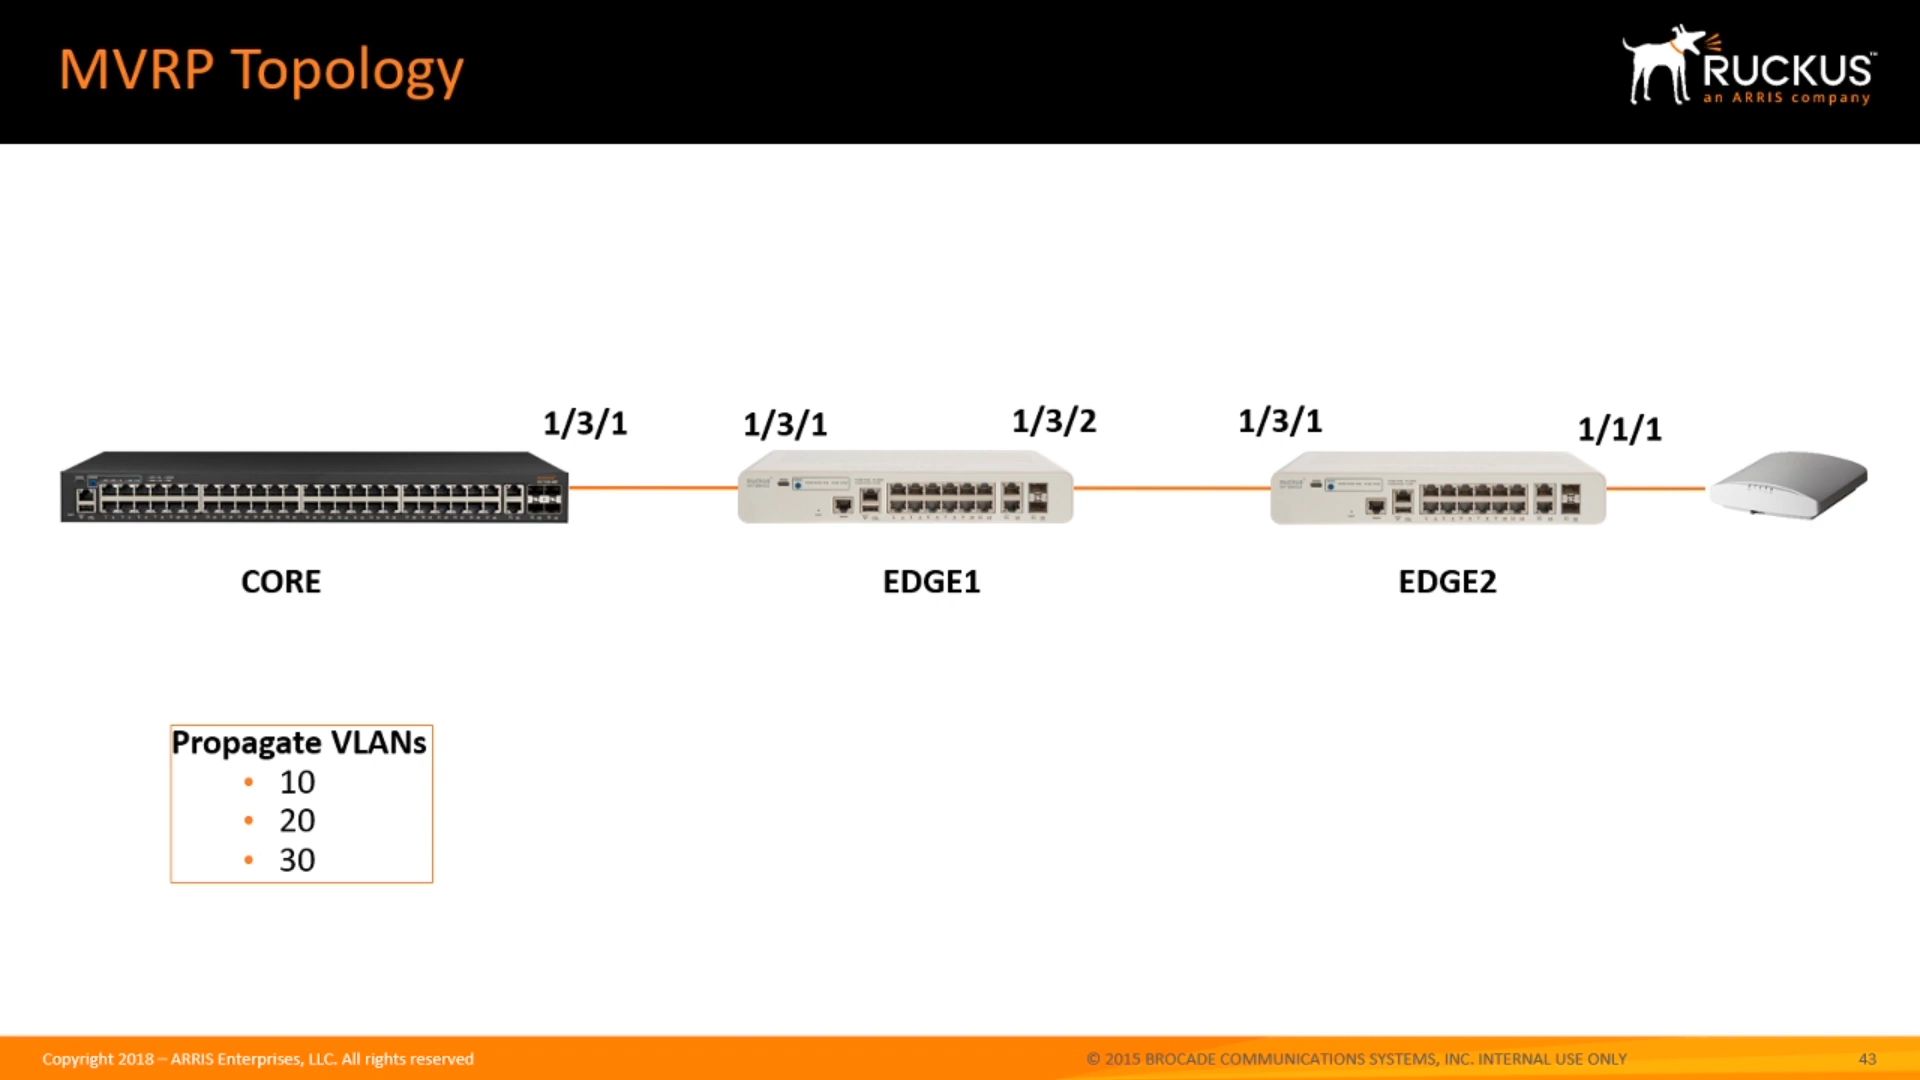 MVRP Topology
RUCKUS™
an ARRIS company
1/3/1
1/3/1
1/3/2
1/3/1
1/1/1
CORE
EDGE1
EDGE2
Propagate VLANs
• 10
• 20
• 30
Copyright 2018 – ARRIS Enterprises, LLC. All rights reserved
© 2015 BROCADE COMMUNICATIONS SYSTEMS, INC. INTERNAL USE ONLY
43